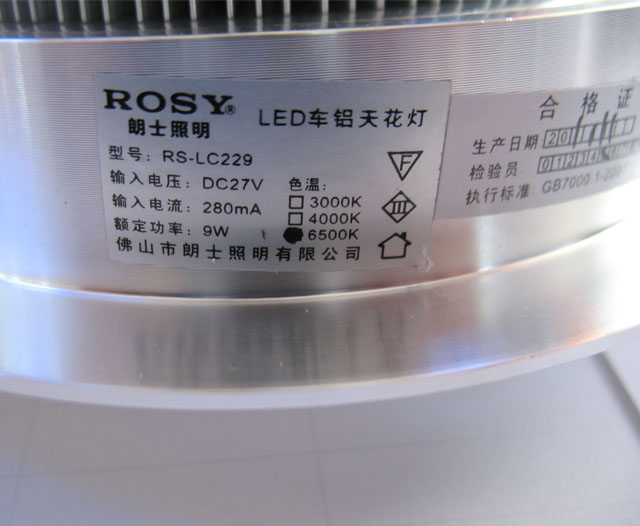 ROSY®
朗士照明
LED车铝天花灯
型号: RS-LC229
输入电压: DC27V
输入电流: 280mA
额定功率: 9W
色温:
3000K
4000K
6500K
F
III
佛山市朗士照明有限公司
合格证
生产日期
检验员
执行标准 GB7000